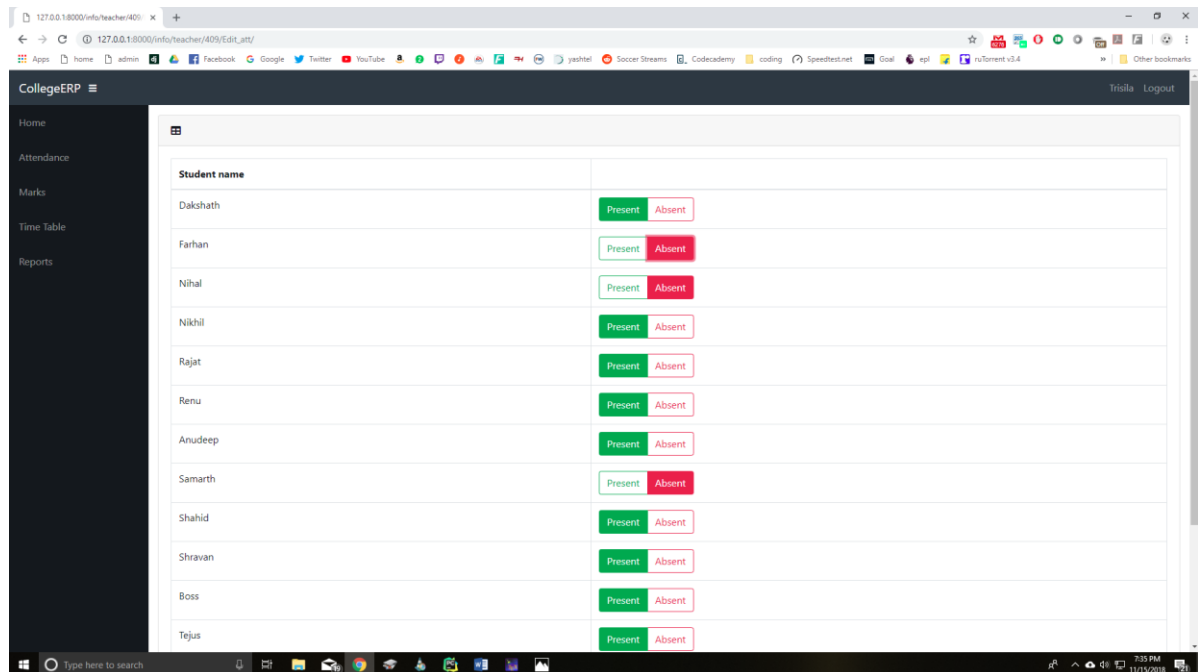 127.0.0.1:8000/info/teacher/409/
127.0.0.1:8000/info/teacher/409/Edit_att/
Apps home admin Facebook Google Twitter YouTube yashtel Soccer Streams Codecademy coding Speedtest.net Goal epl ruTorrent v3.4 » Other bookmarks
CollegeERP Trisila Logout
Home
Attendance
Marks
Time Table
Reports
Student name
Dakshath Present Absent
Farhan Present Absent
Nihal Present Absent
Nikhil Present Absent
Rajat Present Absent
Renu Present Absent
Anudeep Present Absent
Samarth Present Absent
Shahid Present Absent
Shravan Present Absent
Boss Present Absent
Tejus Present Absent
Type here to search
7:35 PM
11/15/2018